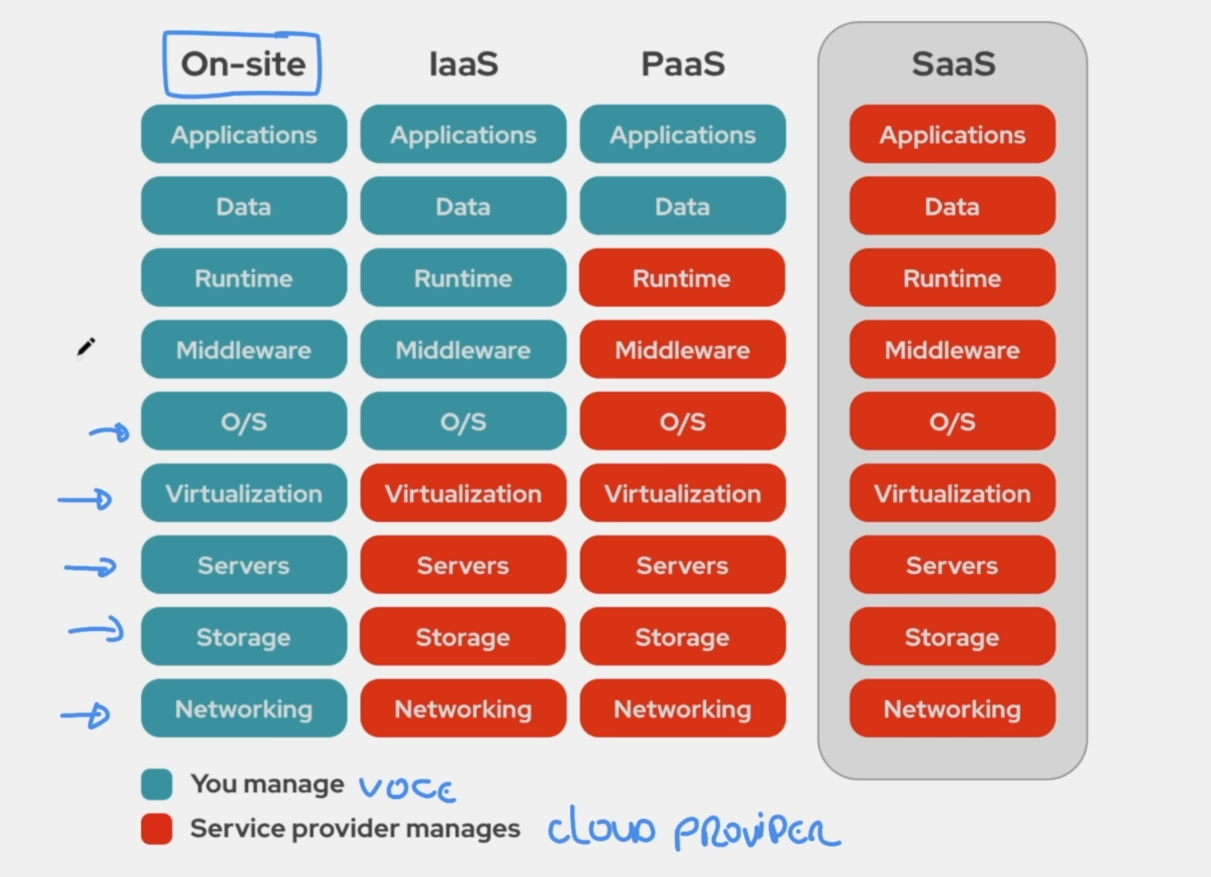 On-site IaaS PaaS SaaS
Applications Applications Applications Applications
Data Data Data Data
Runtime Runtime Runtime Runtime
Middleware Middleware Middleware Middleware
O/S O/S O/S O/S
Virtualization Virtualization Virtualization Virtualization
Servers Servers Servers Servers
Storage Storage Storage Storage
Networking Networking Networking Networking
You manage VOCE
Service provider manages cloud PROVIDER